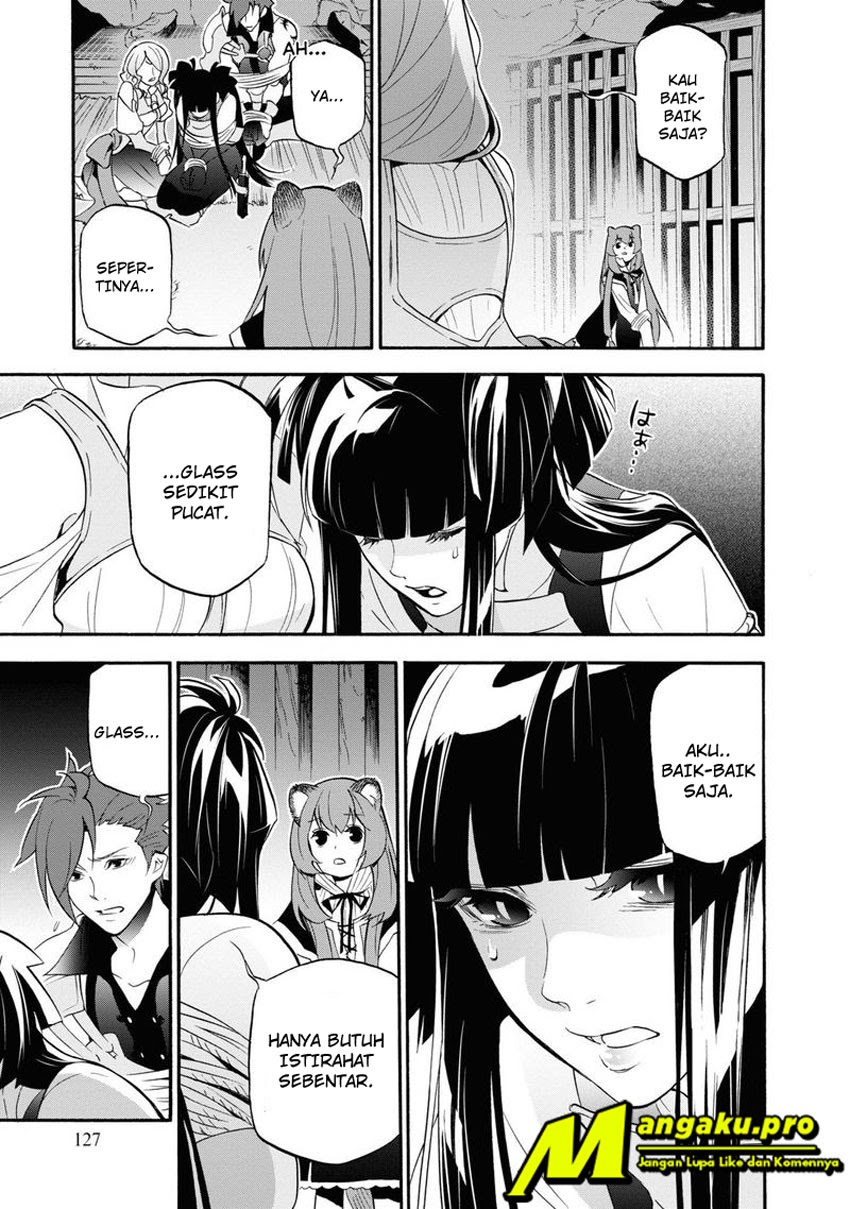 KAU
BAIK-
BAIK
SAJA?
AH...
YA...
SEPER-
TINYA...
はぁ…
...GLASS
SEDIKIT
PUCAT.
AKU..
BAIK-BAIK
SAJA.
HANYA BUTUH
ISTIRAHAT
SEBENTAR.
GLASS...
127
Mangaku.pro
Jangan Lupa Like dan Komennya